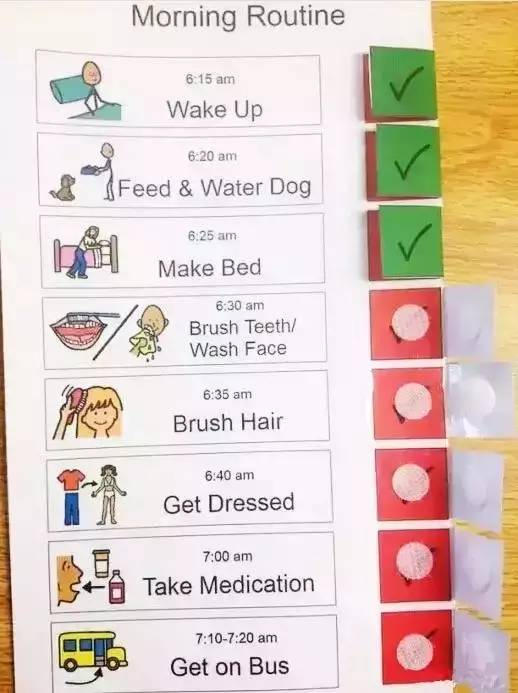 Morning Routine
6:15 am
Wake Up
6:20 am
Feed & Water Dog
6:25 am
Make Bed
6:30 am
Brush Teeth/
Wash Face
6:35 am
Brush Hair
6:40 am
Get Dressed
7:00 am
Take Medication
7:10-7:20 am
Get on Bus